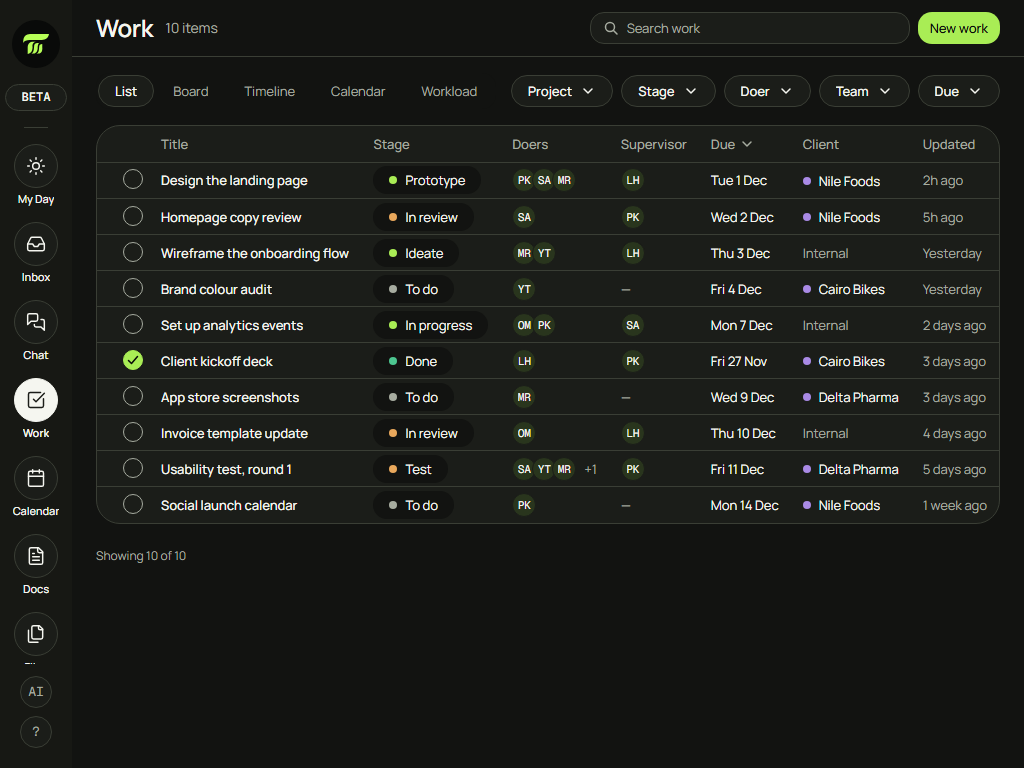 Work 10 items
Search work
New work
BETA
List Board Timeline Calendar Workload Project Stage Doer Team Due
Title Stage Doers Supervisor Due Client Updated
Design the landing page Prototype PK SA MR LH Tue 1 Dec Nile Foods 2h ago
Homepage copy review In review SA PK Wed 2 Dec Nile Foods 5h ago
Wireframe the onboarding flow Ideate MR YT LH Thu 3 Dec Internal Yesterday
Brand colour audit To do YT – Fri 4 Dec Cairo Bikes Yesterday
Set up analytics events In progress OM PK SA Mon 7 Dec Internal 2 days ago
Client kickoff deck Done LH PK Fri 27 Nov Cairo Bikes 3 days ago
App store screenshots To do MR – Wed 9 Dec Delta Pharma 3 days ago
Invoice template update In review OM LH Thu 10 Dec Internal 4 days ago
Usability test, round 1 Test SA YT MR +1 PK Fri 11 Dec Delta Pharma 5 days ago
Social launch calendar To do PK – Mon 14 Dec Nile Foods 1 week ago
Showing 10 of 10
My Day
Inbox
Chat
Work
Calendar
Docs
AI
?